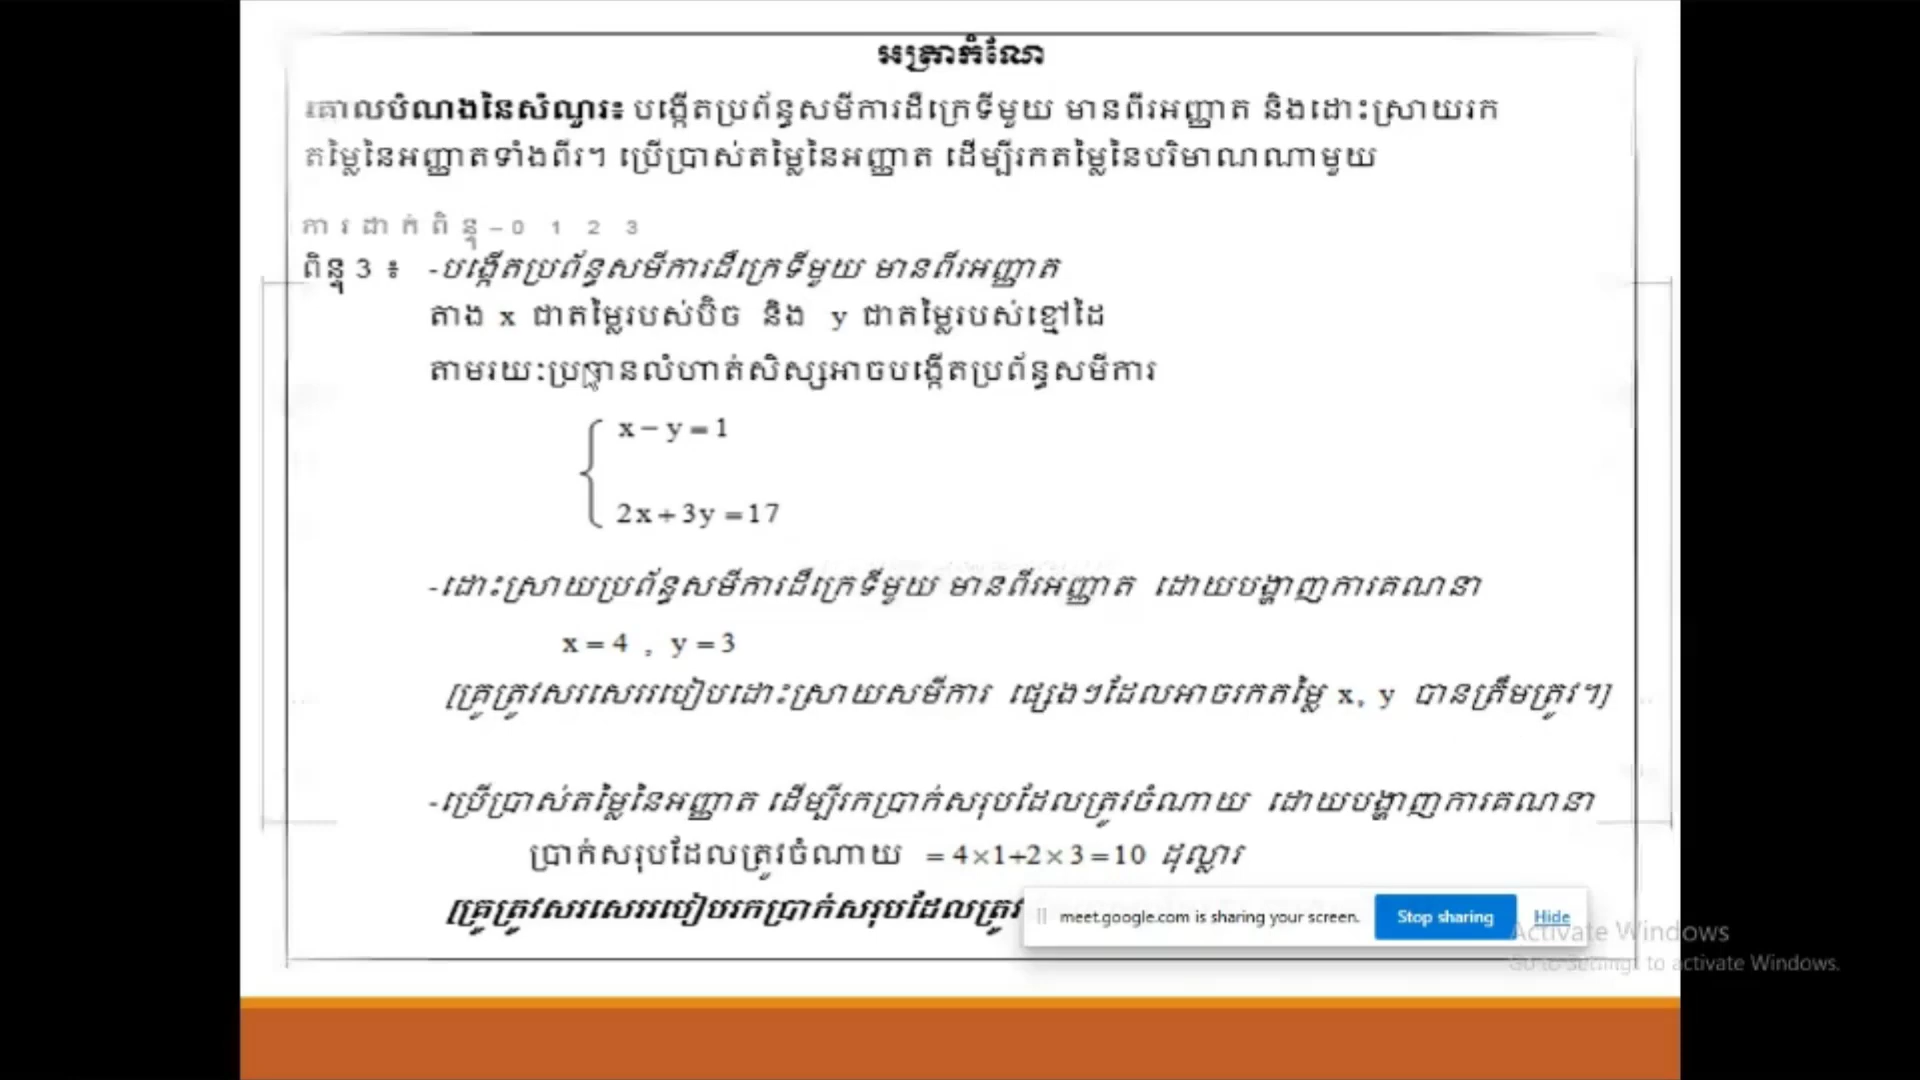 អត្រាកំណែ
គោលបំណងនៃសំណួរ៖ បង្កើតប្រព័ន្ធសមីការដឺក្រេទីមួយ មានពីរអញ្ញាត និងដោះស្រាយរក
តម្លៃនៃអញ្ញាតទាំងពីរ។ ប្រើប្រាស់តម្លៃនៃអញ្ញាត ដើម្បីរកតម្លៃនៃបរិមាណណាមួយ
ការដាក់ពិន្ទុ – 0 1 2 3
ពិន្ទុ 3 ៖ -បង្កើតប្រព័ន្ធសមីការដឺក្រេទីមួយ មានពីរអញ្ញាត
តាង x ជាតម្លៃរបស់ប៊ិច និង y ជាតម្លៃរបស់ខ្មៅដៃ
តាមរយៈប្រធានលំហាត់សិស្សអាចបង្កើតប្រព័ន្ធសមីការ
x − y = 1
2x + 3y = 17
-ដោះស្រាយប្រព័ន្ធសមីការដឺក្រេទីមួយ មានពីរអញ្ញាត ដោយបង្ហាញការគណនា
x = 4 , y = 3
[គ្រូត្រូវសរសេររបៀបដោះស្រាយសមីការ ផ្សេងៗដែលអាចរកតម្លៃ x, y បានត្រឹមត្រូវ។]
-ប្រើប្រាស់តម្លៃនៃអញ្ញាត ដើម្បីរកប្រាក់សរុបដែលត្រូវចំណាយ ដោយបង្ហាញការគណនា
ប្រាក់សរុបដែលត្រូវចំណាយ = 4×1+2×3=10 ដុល្លារ
[គ្រូត្រូវសរសេររបៀបរកប្រាក់សរុបដែលត្រូវ
meet.google.com is sharing your screen. Stop sharing Hide
Activate Windows
Go to Settings to activate Windows.